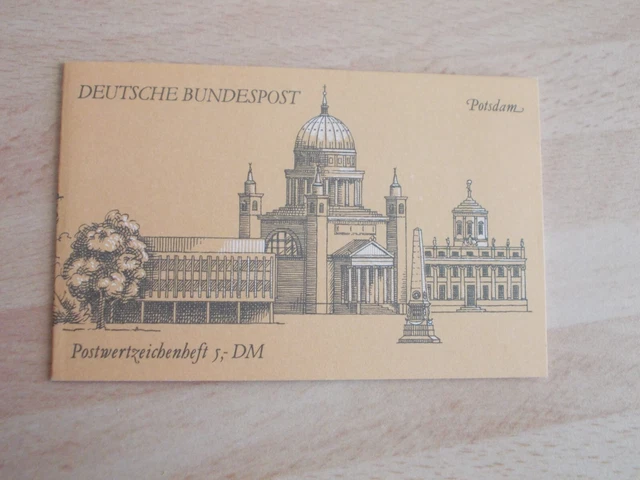 DEUTSCHE BUNDESPOST
Potsdam
Postwertzeichenheft 5,- DM